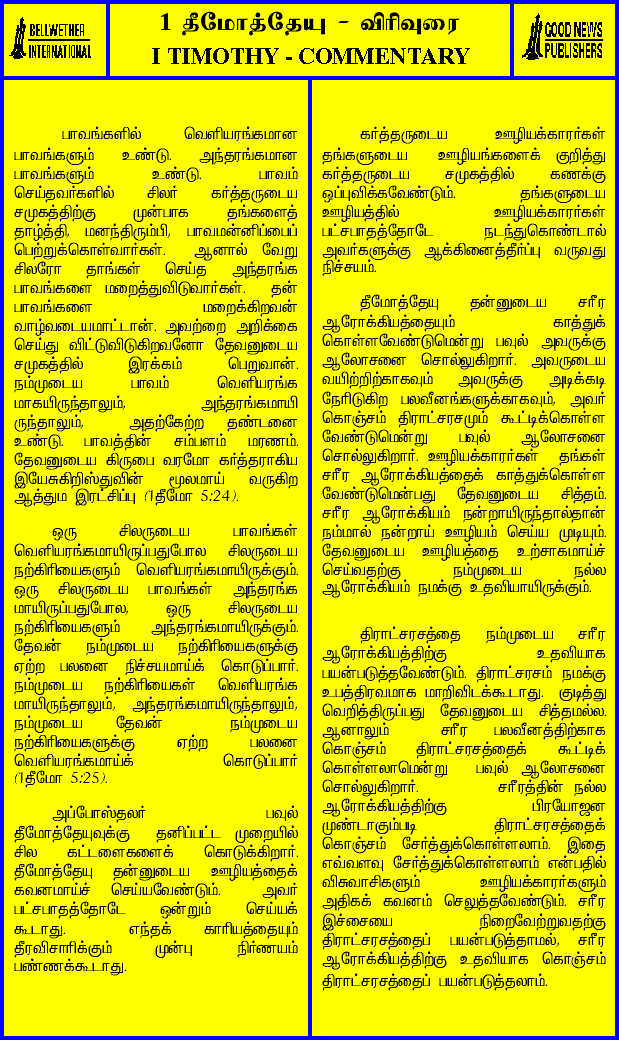 BELLWETHER
INTERNATIONAL
1 தீமோத்தேயு - விரிவுரை
I TIMOTHY - COMMENTARY
GOOD NEWS
PUBLISHERS
பாவங்களில் வெளியரங்கமான
பாவங்களும் உண்டு. அந்தரங்கமான
பாவங்களும் உண்டு. பாவம்
செய்தவர்களில் சிலர் கர்த்தருடைய
சமுகத்திற்கு முன்பாக தங்களைத்
தாழ்த்தி, மனந்திரும்பி, பாவமன்னிப்பைப்
பெற்றுக்கொள்வார்கள். ஆனால் வேறு
சிலரோ தாங்கள் செய்த அந்தரங்க
பாவங்களை மறைத்துவிடுவார்கள். தன்
பாவங்களை மறைக்கிறவன்
வாழ்வடையமாட்டான். அவற்றை அறிக்கை
செய்து விட்டுவிடுகிறவனோ தேவனுடைய
சமுகத்தில் இரக்கம் பெறுவான்.
நம்முடைய பாவம் வெளியரங்க
மாகயிருந்தாலும், அந்தரங்கமாயி
ருந்தாலும், அதற்கேற்ற தண்டனை
உண்டு. பாவத்தின் சம்பளம் மரணம்.
தேவனுடைய கிருபை வரமோ கர்த்தராகிய
இயேசுகிறிஸ்துவின் மூலமாய் வருகிற
ஆத்தும இரட்சிப்பு (1தீமோ 5:24).
ஒரு சிலருடைய பாவங்கள்
வெளியரங்கமாயிருப்பதுபோல சிலருடைய
நற்கிரியைகளும் வெளியரங்கமாயிருக்கும்.
ஒரு சிலருடைய பாவங்கள் அந்தரங்க
மாயிருப்பதுபோல, ஒரு சிலருடைய
நற்கிரியைகளும் அந்தரங்கமாயிருக்கும்.
தேவன் நம்முடைய நற்கிரியைகளுக்கு
ஏற்ற பலனை நிச்சயமாய்க் கொடுப்பார்.
நம்முடைய நற்கிரியைகள் வெளியரங்க
மாயிருந்தாலும், அந்தரங்கமாயிருந்தாலும்,
நம்முடைய தேவன் நம்முடைய
நற்கிரியைகளுக்கு ஏற்ற பலனை
வெளியரங்கமாய்க் கொடுப்பார்
(1தீமோ 5:25).
அப்போஸ்தலர் பவுல்
தீமோத்தேயுவுக்கு தனிப்பட்ட முறையில்
சில கட்டளைகளைக் கொடுக்கிறார்.
தீமோத்தேயு தன்னுடைய ஊழியத்தைக்
கவனமாய்ச் செய்யவேண்டும். அவர்
பட்சபாதத்தோடே ஒன்றும் செய்யக்
கூடாது. எந்தக் காரியத்தையும்
தீரவிசாரிக்கும் முன்பு நிர்ணயம்
பண்ணக்கூடாது.
கர்த்தருடைய ஊழியக்காரர்கள்
தங்களுடைய ஊழியங்களைக் குறித்து
கர்த்தருடைய சமுகத்தில் கணக்கு
ஒப்புவிக்கவேண்டும். தங்களுடைய
ஊழியத்தில் ஊழியக்காரர்கள்
பட்சபாதத்தோடே நடந்துகொண்டால்
அவர்களுக்கு ஆக்கினைத்தீர்ப்பு வருவது
நிச்சயம்.
தீமோத்தேயு தன்னுடைய சரீர
ஆரோக்கியத்தையும் காத்துக்
கொள்ளவேண்டுமென்று பவுல் அவருக்கு
ஆலோசனை சொல்லுகிறார். அவருடைய
வயிற்றிற்காகவும் அவருக்கு அடிக்கடி
நேரிடுகிற பலவீனங்களுக்காகவும், அவர்
கொஞ்சம் திராட்சரசமும் கூட்டிக்கொள்ள
வேண்டுமென்று பவுல் ஆலோசனை
சொல்லுகிறார். ஊழியக்காரர்கள் தங்கள்
சரீர ஆரோக்கியத்தைக் காத்துக்கொள்ள
வேண்டுமென்பது தேவனுடைய சித்தம்.
சரீர ஆரோக்கியம் நன்றாயிருந்தால்தான்
நம்மால் நன்றாய் ஊழியம் செய்ய முடியும்.
தேவனுடைய ஊழியத்தை உற்சாகமாய்ச்
செய்வதற்கு நம்முடைய நல்ல
ஆரோக்கியம் நமக்கு உதவியாயிருக்கும்.
திராட்சரசத்தை நம்முடைய சரீர
ஆரோக்கியத்திற்கு உதவியாக
பயன்படுத்தவேண்டும். திராட்சரசம் நமக்கு
உபத்திரவமாக மாறிவிடக்கூடாது. குடித்து
வெறித்திருப்பது தேவனுடைய சித்தமல்ல.
ஆனாலும் சரீர பலவீனத்திற்காக
கொஞ்சம் திராட்சரசத்தைக் கூட்டிக்
கொள்ளலாமென்று பவுல் ஆலோசனை
சொல்லுகிறார். சரீரத்தின் நல்ல
ஆரோக்கியத்திற்கு பிரயோஜன
முண்டாகும்படி திராட்சரசத்தைக்
கொஞ்சம் சேர்த்துக்கொள்ளலாம். இதை
எவ்வளவு சேர்த்துக்கொள்ளலாம் என்பதில்
விசுவாசிகளும் ஊழியக்காரர்களும்
அதிகக் கவனம் செலுத்தவேண்டும். சரீர
இச்சையை நிறைவேற்றுவதற்கு
திராட்சரசத்தைப் பயன்படுத்தாமல், சரீர
ஆரோக்கியத்திற்கு உதவியாக கொஞ்சம்
திராட்சரசத்தைப் பயன்படுத்தலாம்.